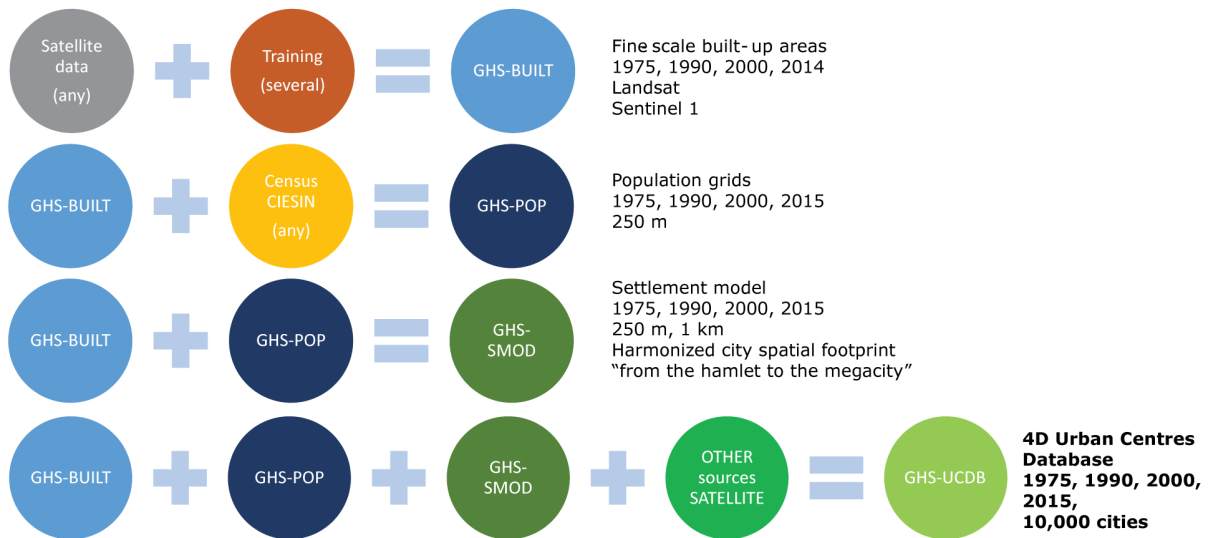 Satellite
data
(any)
Training
(several)
GHS-BUILT
Fine scale built-up areas
1975, 1990, 2000, 2014
Landsat
Sentinel 1
GHS-BUILT
Census
CIESIN
(any)
GHS-POP
Population grids
1975, 1990, 2000, 2015
250 m
GHS-BUILT
GHS-POP
GHS-
SMOD
Settlement model
1975, 1990, 2000, 2015
250 m, 1 km
Harmonized city spatial footprint
“from the hamlet to the megacity”
GHS-BUILT
GHS-POP
GHS-
SMOD
OTHER
sources
SATELLITE
GHS-UCDB
4D Urban Centres
Database
1975, 1990, 2000,
2015,
10,000 cities